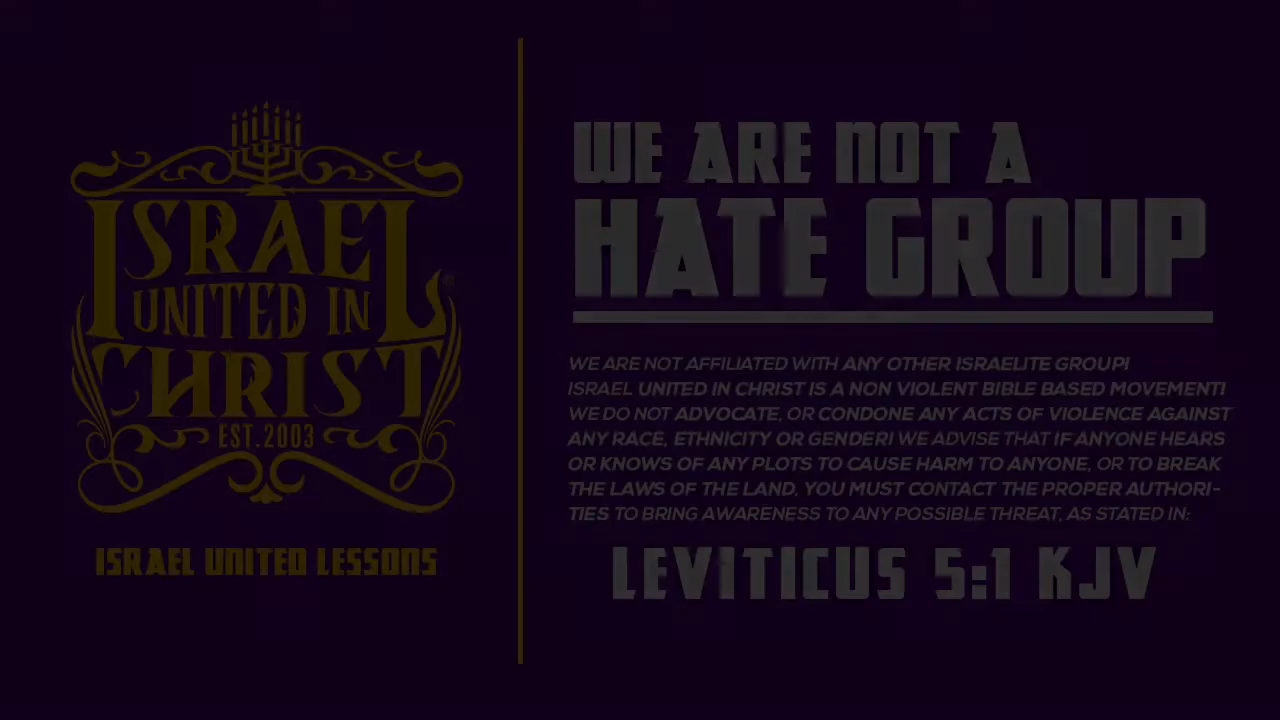 ISRAEL
UNITED IN
CHRIST
EST.2003
ISRAEL UNITED LESSONS
WE ARE NOT A
HATE GROUP
WE ARE NOT AFFILIATED WITH ANY OTHER ISRAELITE GROUP!
ISRAEL UNITED IN CHRIST IS A NON VIOLENT BIBLE BASED MOVEMENT!
WE DO NOT ADVOCATE, OR CONDONE ANY ACTS OF VIOLENCE AGAINST
ANY RACE, ETHNICITY OR GENDER! WE ADVISE THAT IF ANYONE HEARS
OR KNOWS OF ANY PLOTS TO CAUSE HARM TO ANYONE, OR TO BREAK
THE LAWS OF THE LAND, YOU MUST CONTACT THE PROPER AUTHORI-
TIES TO BRING AWARENESS TO ANY POSSIBLE THREAT, AS STATED IN:
LEVITICUS 5:1 KJV